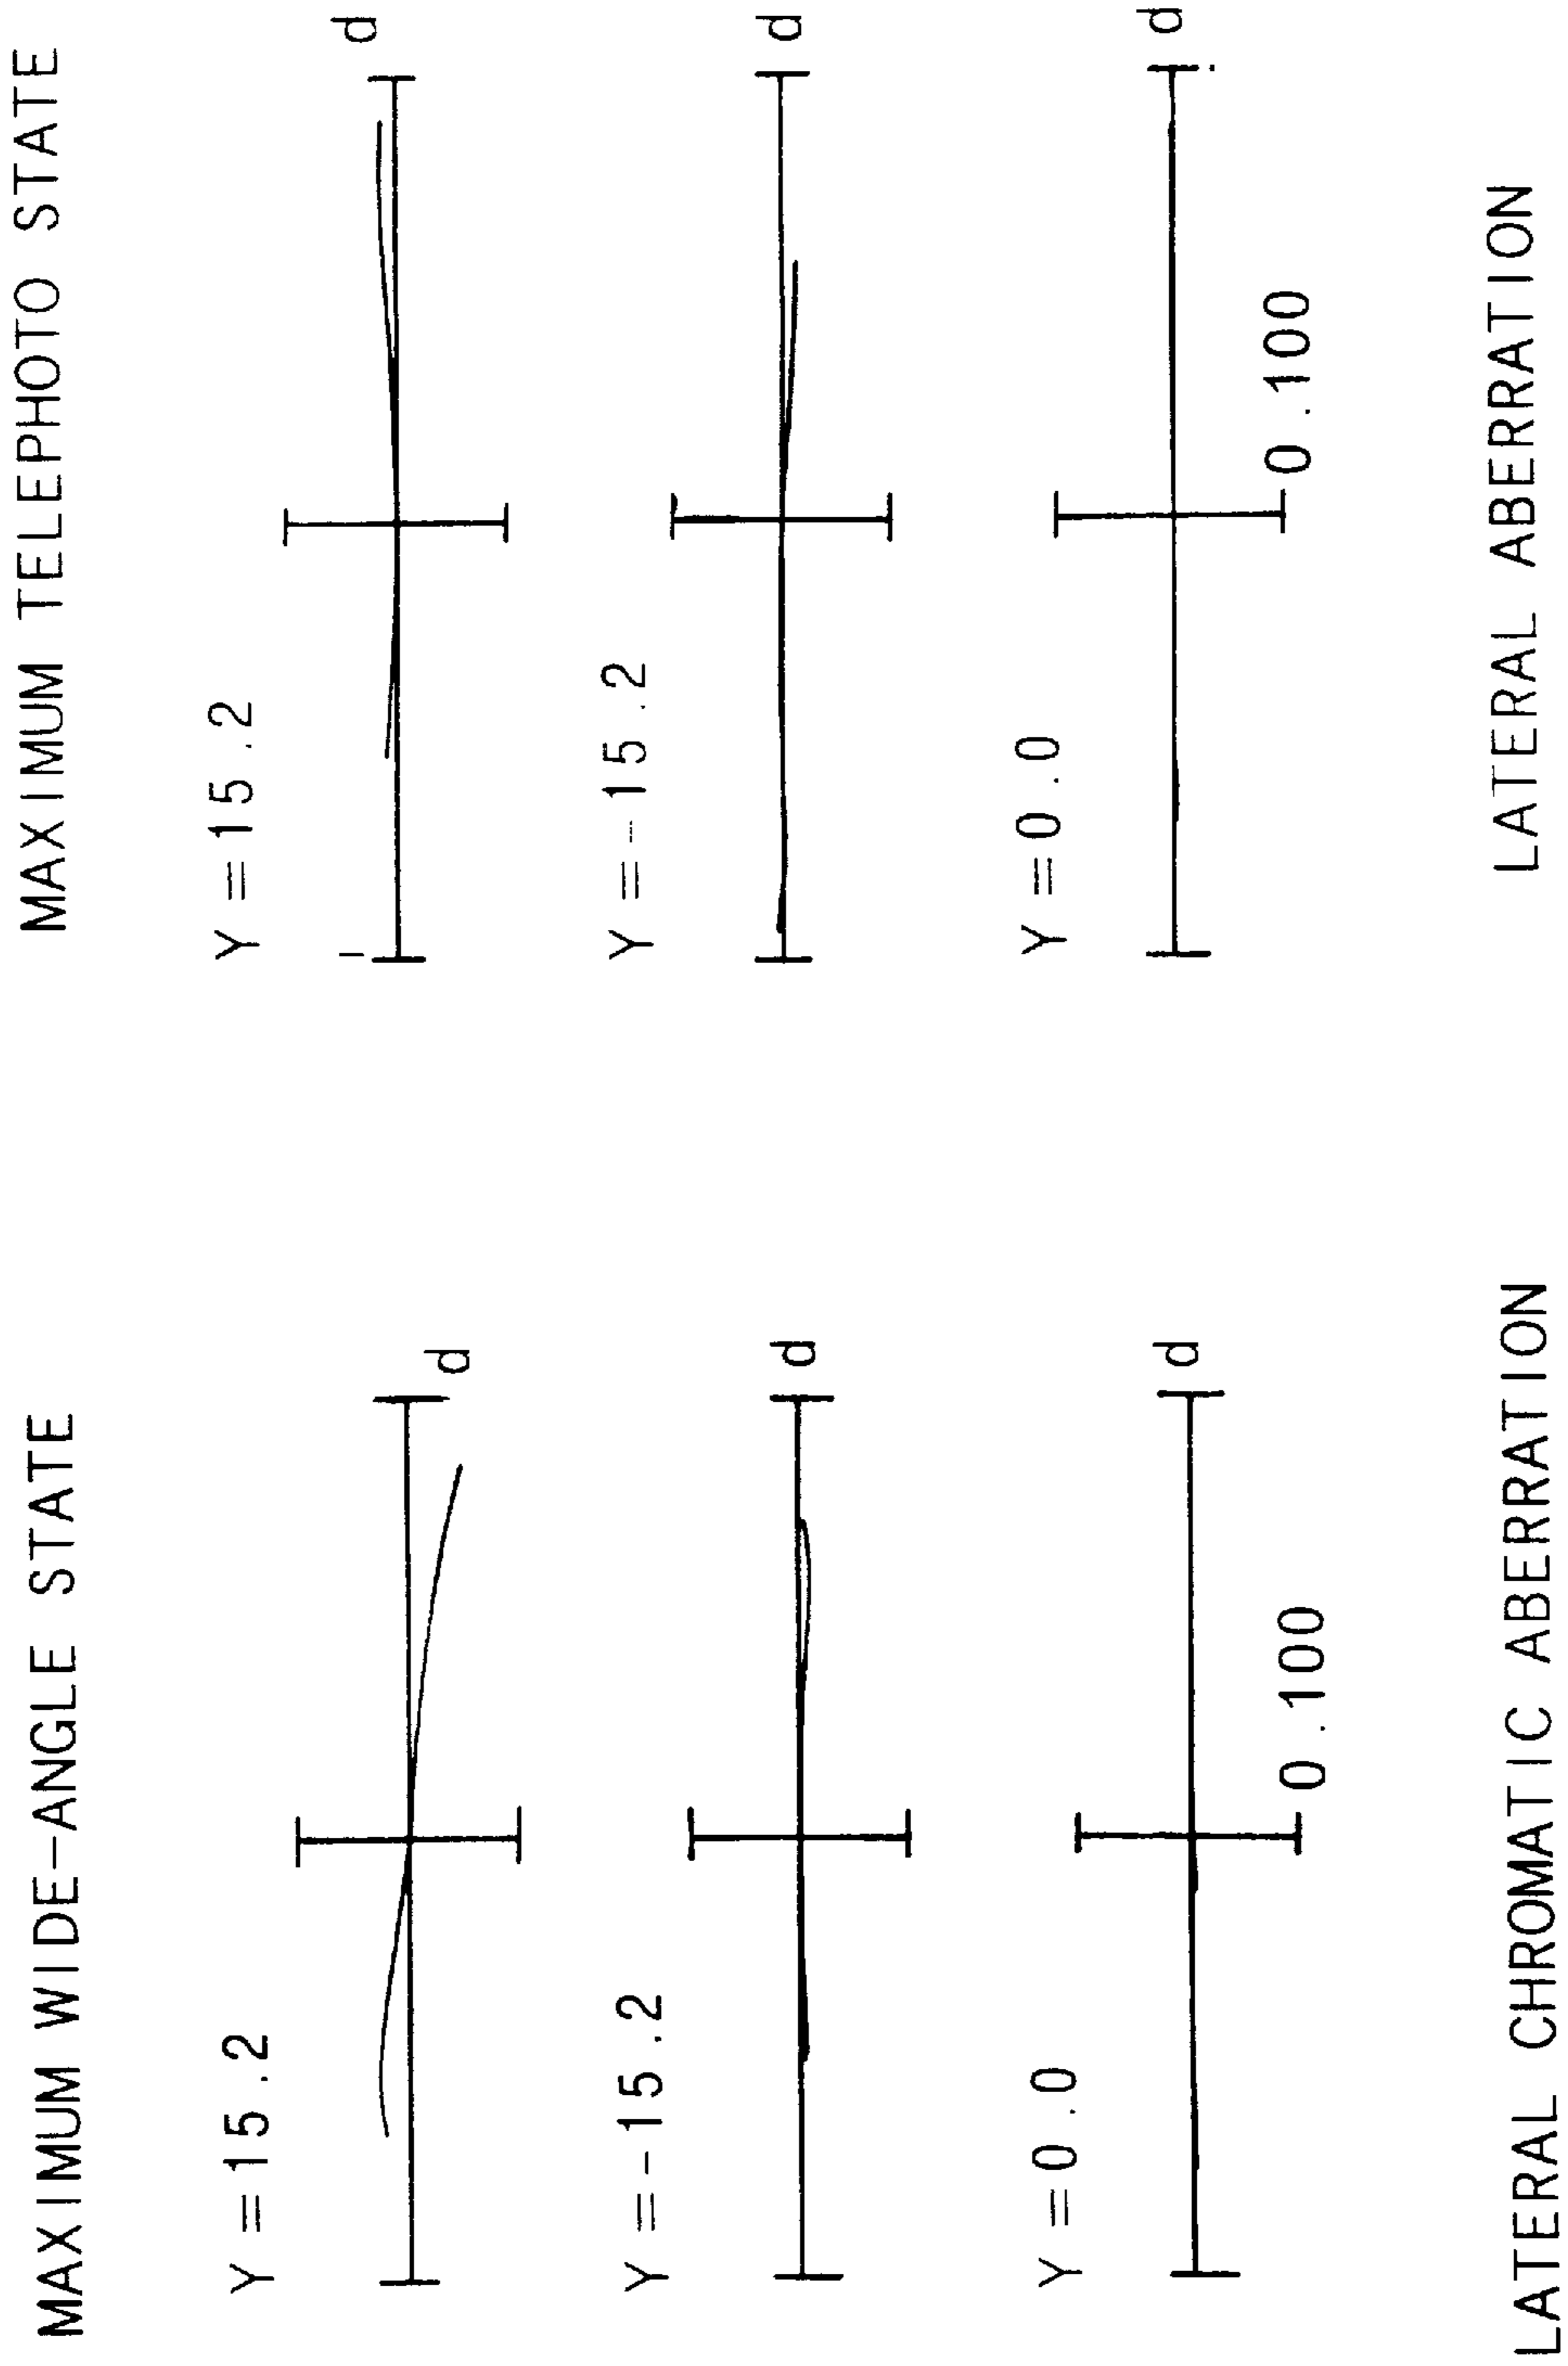 MAXIMUM WIDE-ANGLE STATE
Y=15.2
d
Y=-15.2
d
Y=0.0
d
0.100
LATERAL CHROMATIC ABERRATION
MAXIMUM TELEPHOTO STATE
Y=15.2
d
Y=-15.2
d
Y=0.0
d
0.100
LATERAL ABERRATION